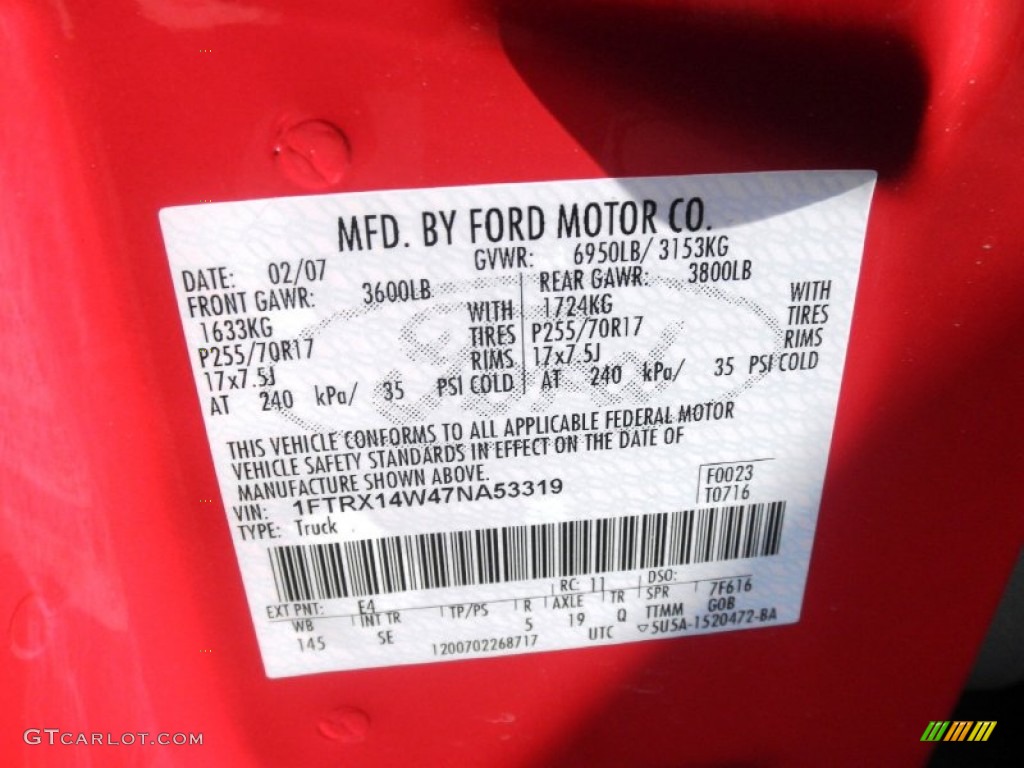 MFD. BY FORD MOTOR CO.
DATE: 02/07 GVWR: 6950LB/ 3153KG
FRONT GAWR: 3600LB REAR GAWR: 3800LB
1633KG WITH 1724KG WITH
P255/70R17 TIRES P255/70R17 TIRES
17x7.5J RIMS 17x7.5J RIMS
AT 240 kPa/ 35 PSI COLD AT 240 kPa/ 35 PSI COLD
THIS VEHICLE CONFORMS TO ALL APPLICABLE FEDERAL MOTOR
VEHICLE SAFETY STANDARDS IN EFFECT ON THE DATE OF
MANUFACTURE SHOWN ABOVE.
VIN: 1FTRX14W47NA53319 F0023
TYPE: Truck T0716
EXT PNT: E4 RC: 11 DSO:
WB INT TR TP/PS R AXLE TR SPR 7F616
145 SE 5 19 Q TTMM GOB
1200702268717 UTC ▽5U5A-1520472-BA
GTCARLOT.COM